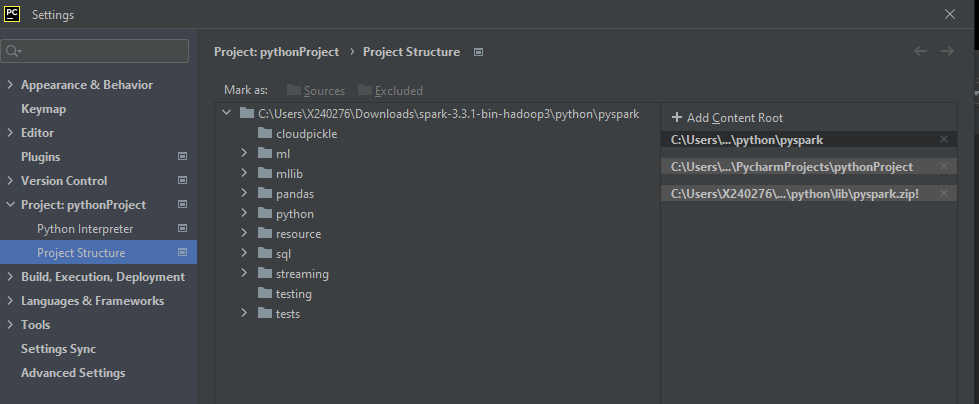 PC Settings
Project: pythonProject › Project Structure
Mark as: Sources Excluded
Appearance & Behavior
Keymap
Editor
Plugins
Version Control
Project: pythonProject
Python Interpreter
Project Structure
Build, Execution, Deployment
Languages & Frameworks
Tools
Settings Sync
Advanced Settings
C:\Users\X240276\Downloads\spark-3.3.1-bin-hadoop3\python\pyspark
cloudpickle
ml
mllib
pandas
python
resource
sql
streaming
testing
tests
+ Add Content Root
C:\Users\...\python\pyspark
C:\Users\...\PycharmProjects\pythonProject
C:\Users\X240276\...\python\lib\pyspark.zip!